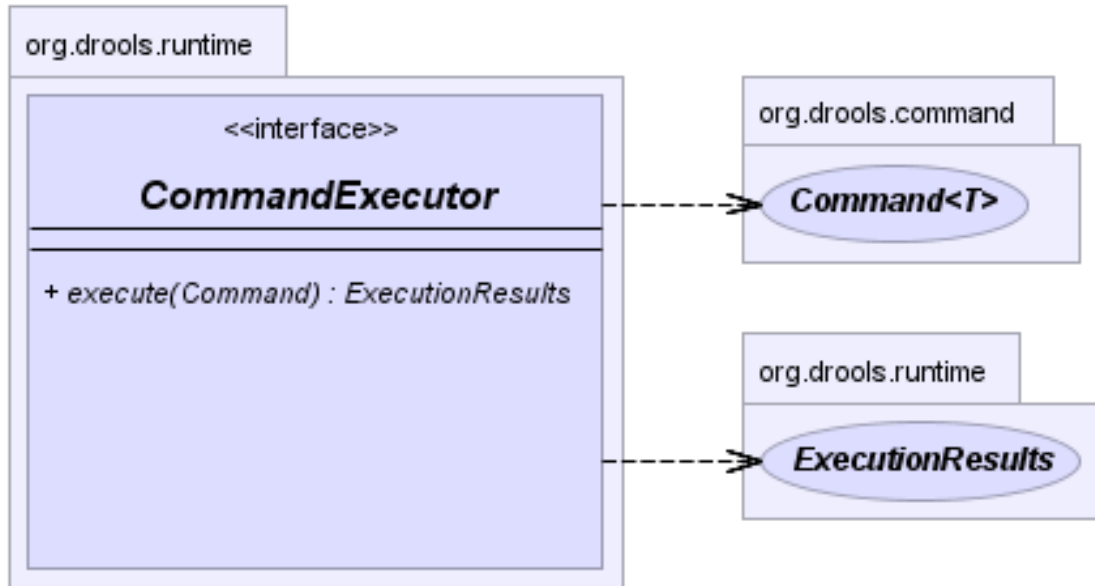 org.drools.runtime
<<interface>>
CommandExecutor
+ execute(Command) : ExecutionResults
org.drools.command
Command<T>
org.drools.runtime
ExecutionResults